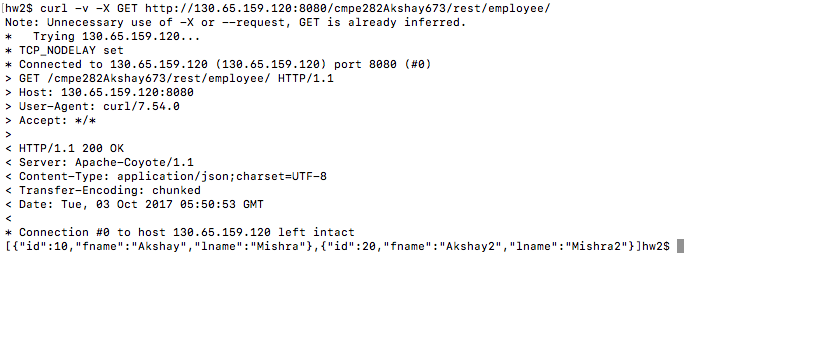 [hw2$ curl -v -X GET http://130.65.159.120:8080/cmpe282Akshay673/rest/employee/
Note: Unnecessary use of -X or --request, GET is already inferred.
*   Trying 130.65.159.120...
* TCP_NODELAY set
* Connected to 130.65.159.120 (130.65.159.120) port 8080 (#0)
> GET /cmpe282Akshay673/rest/employee/ HTTP/1.1
> Host: 130.65.159.120:8080
> User-Agent: curl/7.54.0
> Accept: */*
>
< HTTP/1.1 200 OK
< Server: Apache-Coyote/1.1
< Content-Type: application/json;charset=UTF-8
< Transfer-Encoding: chunked
< Date: Tue, 03 Oct 2017 05:50:53 GMT
<
* Connection #0 to host 130.65.159.120 left intact
[{"id":10,"fname":"Akshay","lname":"Mishra"},{"id":20,"fname":"Akshay2","lname":"Mishra2"}]hw2$